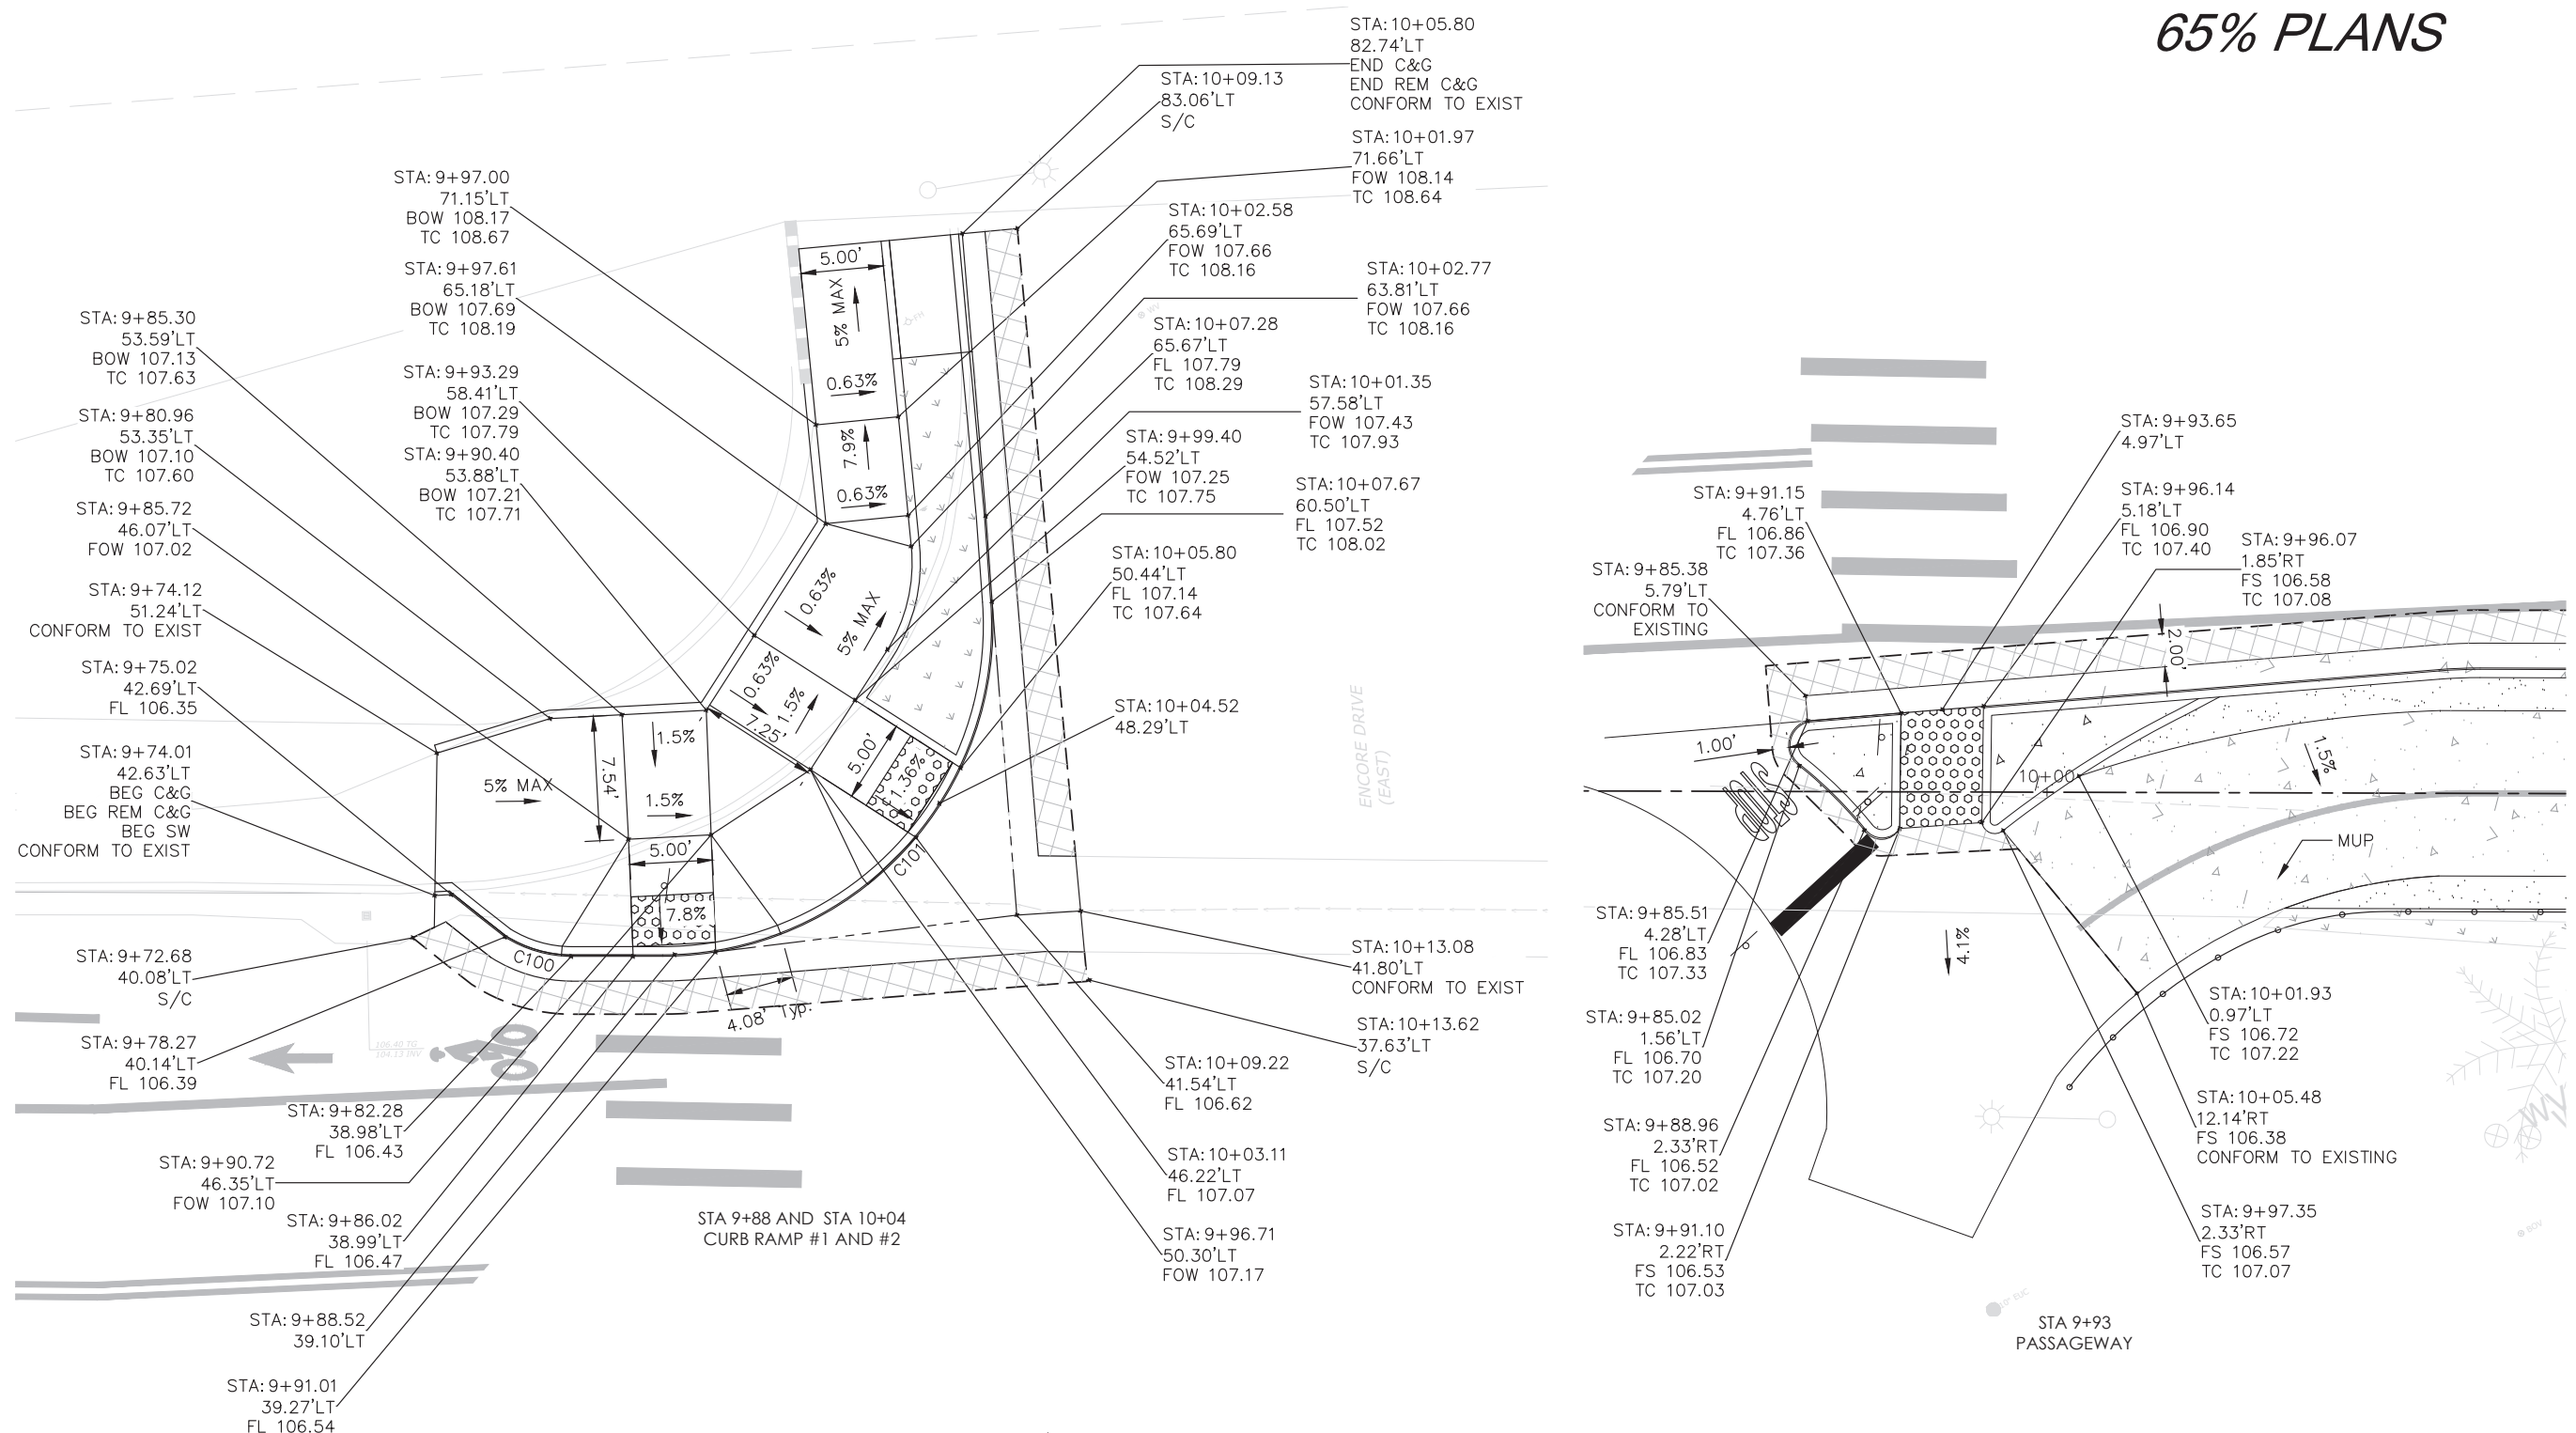 65% PLANS
STA: 10+05.80
82.74'LT
END C&G
END REM C&G
CONFORM TO EXIST
STA: 10+09.13
83.06'LT
S/C
STA: 10+01.97
71.66'LT
FOW 108.14
TC 108.64
STA: 9+97.00
71.15'LT
BOW 108.17
TC 108.67
STA: 10+02.58
65.69'LT
FOW 107.66
TC 108.16
STA: 9+97.61
65.18'LT
BOW 107.69
TC 108.19
STA: 10+02.77
63.81'LT
FOW 107.66
TC 108.16
STA: 9+85.30
53.59'LT
BOW 107.13
TC 107.63
STA: 10+07.28
65.67'LT
FL 107.79
TC 108.29
STA: 9+93.29
58.41'LT
BOW 107.29
TC 107.79
STA: 10+01.35
57.58'LT
FOW 107.43
TC 107.93
STA: 9+80.96
53.35'LT
BOW 107.10
TC 107.60
STA: 9+99.40
54.52'LT
FOW 107.25
TC 107.75
STA: 9+90.40
53.88'LT
BOW 107.21
TC 107.71
STA: 10+07.67
60.50'LT
FL 107.52
TC 108.02
STA: 9+85.72
46.07'LT
FOW 107.02
STA: 10+05.80
50.44'LT
FL 107.14
TC 107.64
STA: 9+74.12
51.24'LT
CONFORM TO EXIST
STA: 9+75.02
42.69'LT
FL 106.35
STA: 10+04.52
48.29'LT
STA: 9+74.01
42.63'LT
BEG C&G
BEG REM C&G
BEG SW
CONFORM TO EXIST
5.00'
5% MAX
0.63%
7.9%
0.63%
FH
WV
0.63%
5% MAX
0.63%
1.5%
7.25'
1.5%
7.54'
5% MAX
1.5%
5.00'
1.36%
5.00'
7.8%
C101
C100
4.08' Typ.
ENCORE DRIVE
(EAST)
STA: 9+72.68
40.08'LT
S/C
106.40 TG
104.13 INV
STA: 9+78.27
40.14'LT
FL 106.39
STA: 10+13.08
41.80'LT
CONFORM TO EXIST
STA: 10+13.62
37.63'LT
S/C
STA: 9+82.28
38.98'LT
FL 106.43
STA: 10+09.22
41.54'LT
FL 106.62
STA: 9+90.72
46.35'LT
FOW 107.10
STA: 10+03.11
46.22'LT
FL 107.07
STA: 9+86.02
38.99'LT
FL 106.47
STA: 9+96.71
50.30'LT
FOW 107.17
STA: 9+88.52
39.10'LT
STA: 9+91.01
39.27'LT
FL 106.54
STA 9+88 AND STA 10+04
CURB RAMP #1 AND #2
STA: 9+93.65
4.97'LT
STA: 9+91.15
4.76'LT
FL 106.86
TC 107.36
STA: 9+96.14
5.18'LT
FL 106.90
TC 107.40
STA: 9+96.07
1.85'RT
FS 106.58
TC 107.08
STA: 9+85.38
5.79'LT
CONFORM TO
EXISTING
2.00'
1.00'
10+00
1.5%
MUP
4.1%
STA: 9+85.51
4.28'LT
FL 106.83
TC 107.33
STA: 9+85.02
1.56'LT
FL 106.70
TC 107.20
STA: 10+01.93
0.97'LT
FS 106.72
TC 107.22
STA: 9+88.96
2.33'RT
FL 106.52
TC 107.02
STA: 10+05.48
12.14'RT
FS 106.38
CONFORM TO EXISTING
STA: 9+91.10
2.22'RT
FS 106.53
TC 107.03
STA: 9+97.35
2.33'RT
FS 106.57
TC 107.07
WV
BOV
10" EUC
STA 9+93
PASSAGEWAY